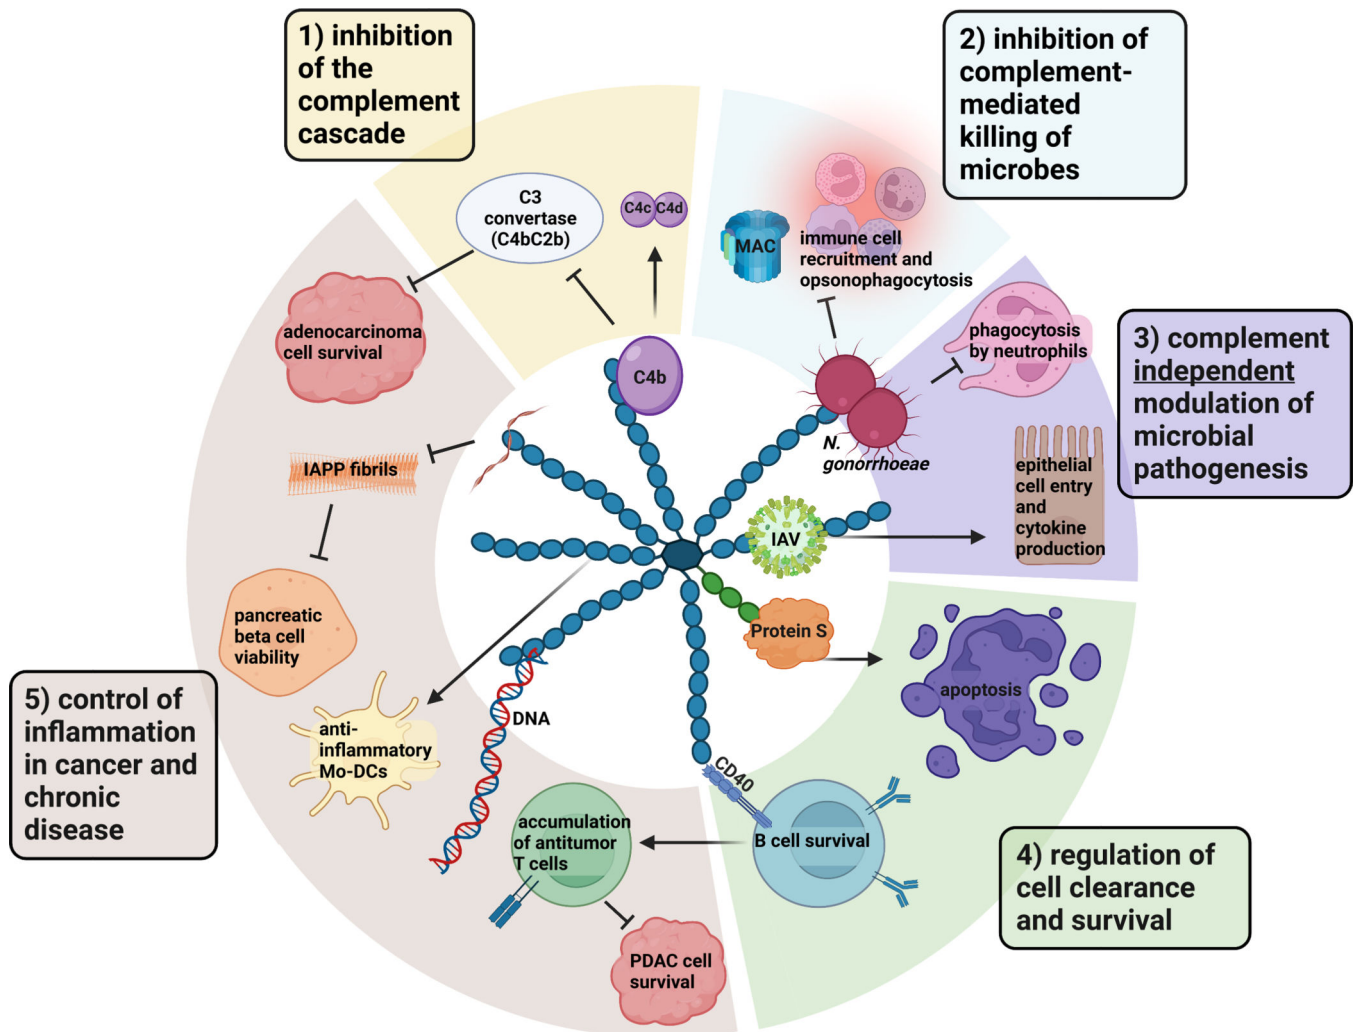 1) inhibition
of the
complement
cascade
2) inhibition of
complement-
mediated
killing of
microbes
C3
convertase
(C4bC2b)
C4c
C4d
MAC
immune cell
recruitment and
opsonophagocytosis
adenocarcinoma
cell survival
C4b
phagocytosis
by neutrophils
3) complement
independent
modulation of
microbial
pathogenesis
N.
gonorrhoeae
IAPP fibrils
epithelial
cell entry
and
cytokine
production
IAV
pancreatic
beta cell
viability
Protein S
apoptosis
5) control of
inflammation
in cancer and
chronic
disease
anti-
inflammatory
Mo-DCs
DNA
CD40
accumulation
of antitumor
T cells
B cell survival
4) regulation of
cell clearance
and survival
PDAC cell
survival